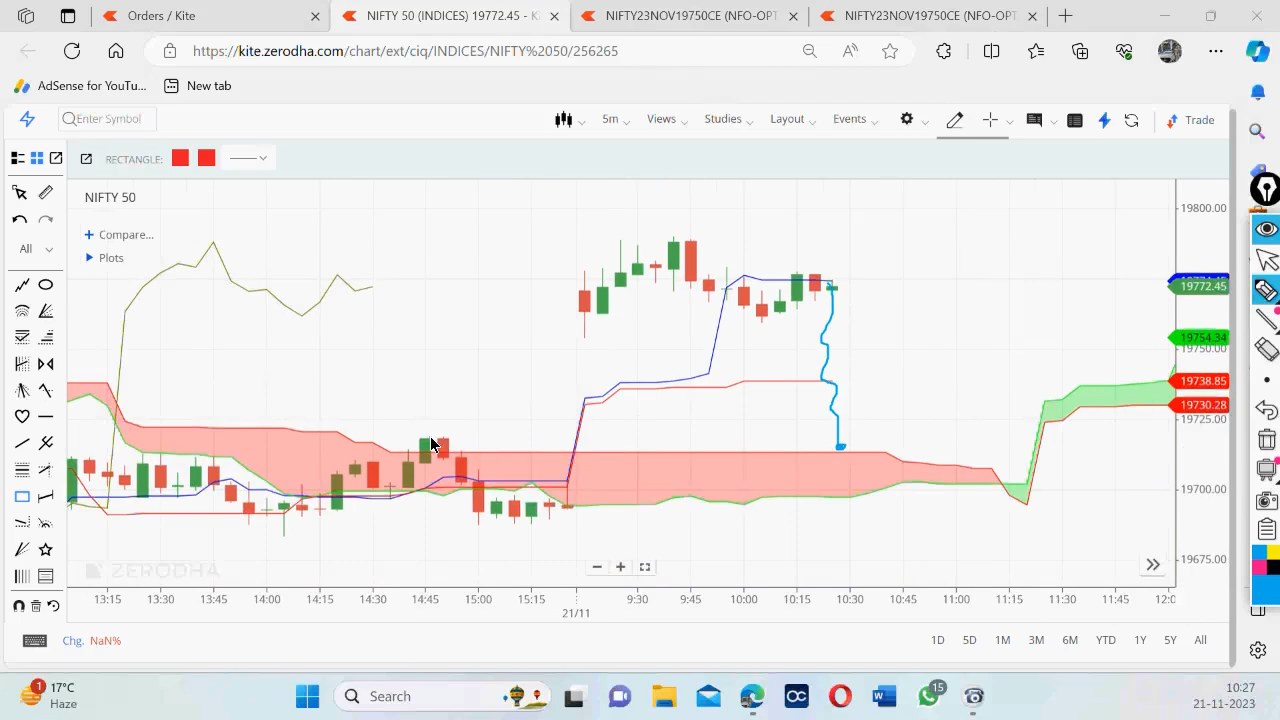 Orders / Kite
NIFTY 50 (INDICES) 19772.45 - K
NIFTY23NOV19750CE (NFO-OPT
NIFTY23NOV19750CE (NFO-OPT
https://kite.zerodha.com/chart/ext/ciq/INDICES/NIFTY%2050/256265
AdSense for YouTu...
New tab
Enter Symbol
5m
Views
Studies
Layout
Events
Trade
RECTANGLE:
NIFTY 50
Compare...
Plots
All
19800.00
19772.45
19754.34
19750.00
19738.85
19730.28
19725.00
19700.00
19675.00
ZERODHA
13:15 13:30 13:45 14:00 14:15 14:30 14:45 15:00 15:15 9:30 9:45 10:00 10:15 10:30 10:45 11:00 11:15 11:30 11:45 12:0
21/11
Chg. NaN%
1D 5D 1M 3M 6M YTD 1Y 5Y All
1
17°C
Haze
Search
OC
15
10:27
21-11-2023